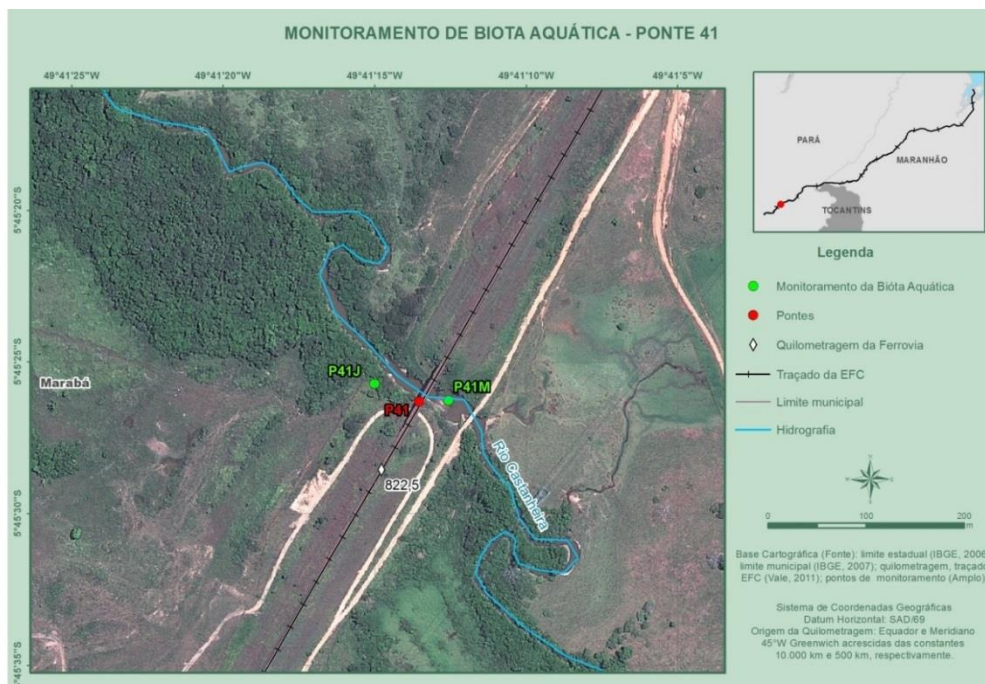 MONITORAMENTO DE BIOTA AQUÁTICA - PONTE 41
49°41'25"W 49°41'20"W 49°41'15"W 49°41'10"W 49°41'5"W
5°45'20"S
5°45'25"S
5°45'30"S
5°45'35"S
Marabá
P41J
P41
P41M
822,5
Rio Castanheira
PARÁ
MARANHÃO
TOCANTINS
Legenda
Monitoramento da Bióta Aquática
Pontes
Quilometragem da Ferrovia
Traçado da EFC
Limite municipal
Hidrografia
0 100 200
m
Base Cartográfica (Fonte): limite estadual (IBGE, 2006
limite municipal (IBGE, 2007); quilometragem, traçado
EFC (Vale, 2011); pontos de monitoramento (Amplo)
Sistema de Coordenadas Geográficas
Datum Horizontal: SAD/69
Origem da Quilometragem: Equador e Meridiano
45°W Greenwich acrescidas das constantes
10.000 km e 500 km, respectivamente.